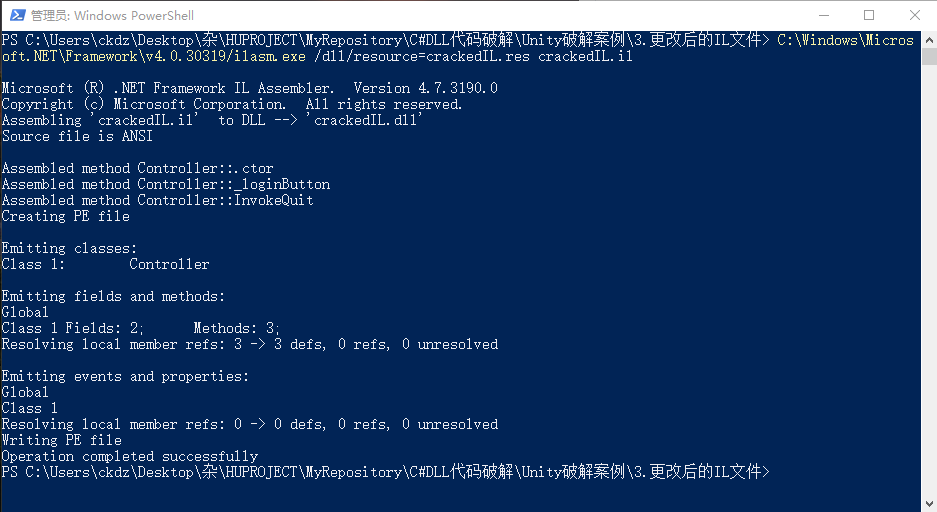 管理员: Windows PowerShell
PS C:\Users\ckdz\Desktop\杂\HUPROJECT\MyRepository\C#DLL代码破解\Unity破解案例\3.更改后的IL文件> C:\Windows\Micros
oft.NET\Framework\v4.0.30319/ilasm.exe /dll/resource=crackedIL.res crackedIL.il
Microsoft (R) .NET Framework IL Assembler.  Version 4.7.3190.0
Copyright (c) Microsoft Corporation.  All rights reserved.
Assembling 'crackedIL.il'  to DLL --> 'crackedIL.dll'
Source file is ANSI
Assembled method Controller::.ctor
Assembled method Controller::_loginButton
Assembled method Controller::InvokeQuit
Creating PE file
Emitting classes:
Class 1:        Controller
Emitting fields and methods:
Global
Class 1 Fields: 2;      Methods: 3;
Resolving local member refs: 3 -> 3 defs, 0 refs, 0 unresolved
Emitting events and properties:
Global
Class 1
Resolving local member refs: 0 -> 0 defs, 0 refs, 0 unresolved
Writing PE file
Operation completed successfully
PS C:\Users\ckdz\Desktop\杂\HUPROJECT\MyRepository\C#DLL代码破解\Unity破解案例\3.更改后的IL文件>